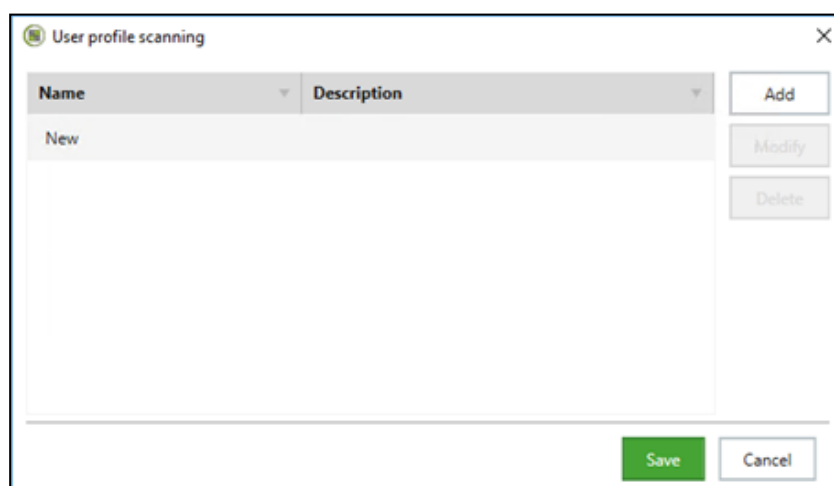 User profile scanning
Name Description
Add
New
Modify
Delete
Save Cancel